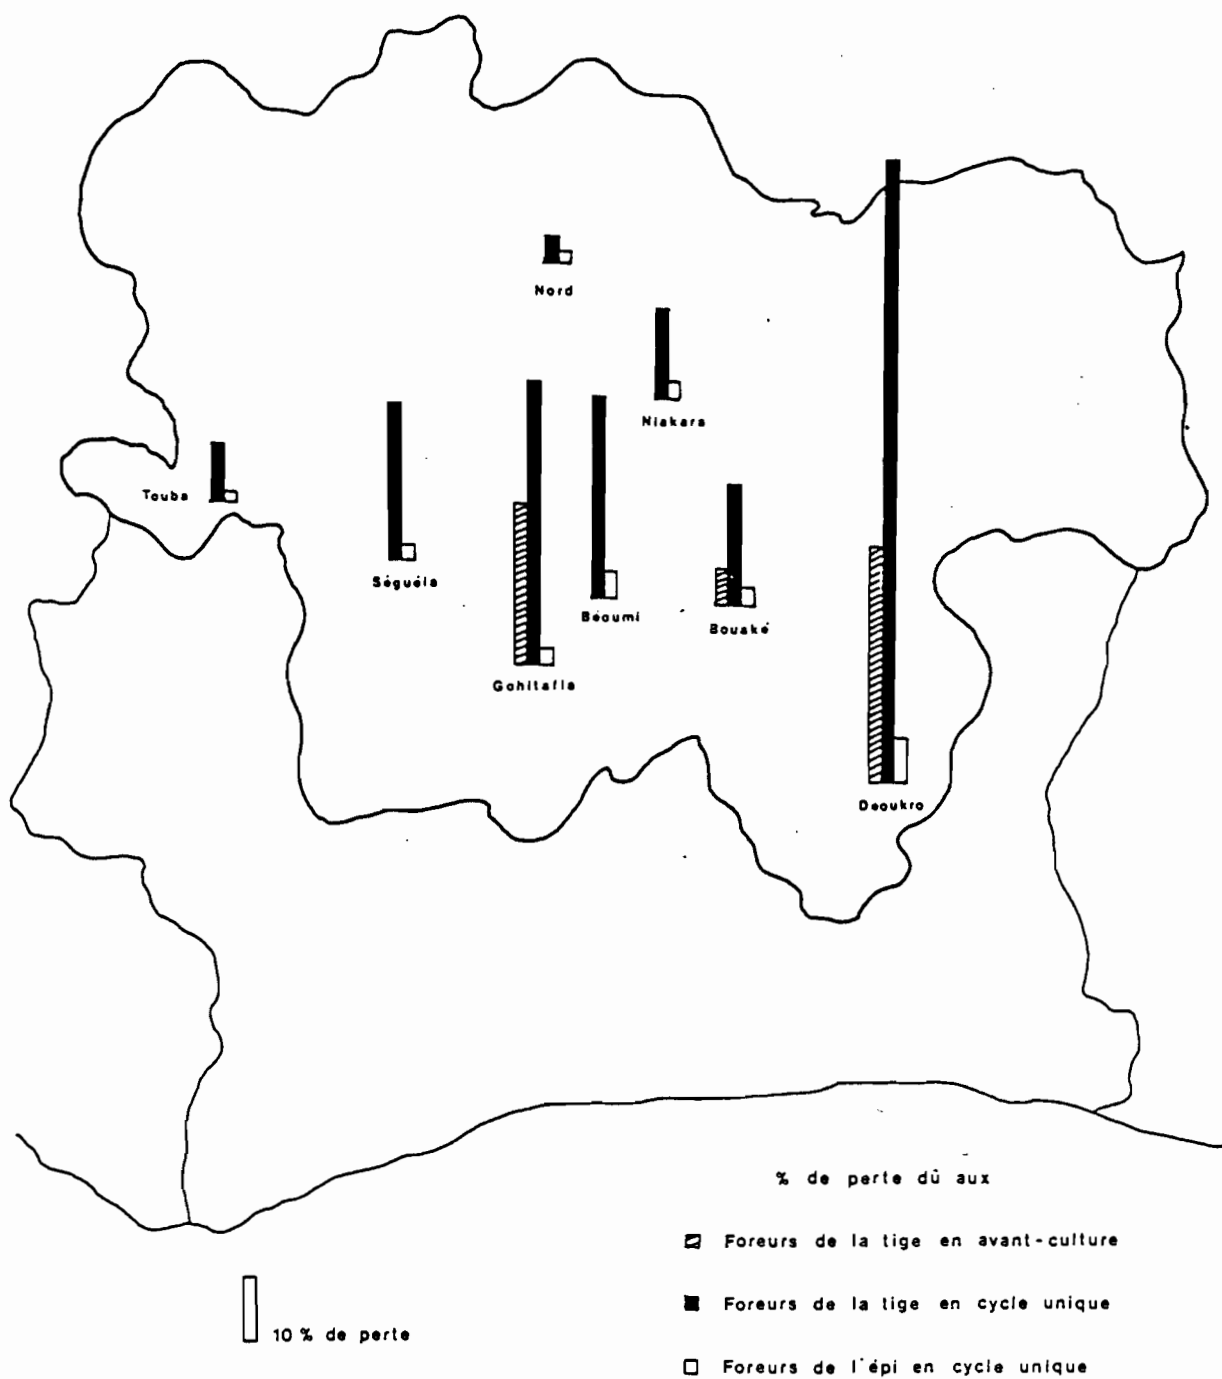 Nord
Niakara
Touba
Séguéla
Béoumi
Bouaké
Gohitafla
Daoukro
% de perte dû aux
Foreurs de la tige en avant-culture
10 % de perte
Foreurs de la tige en cycle unique
Foreurs de l'épi en cycle unique